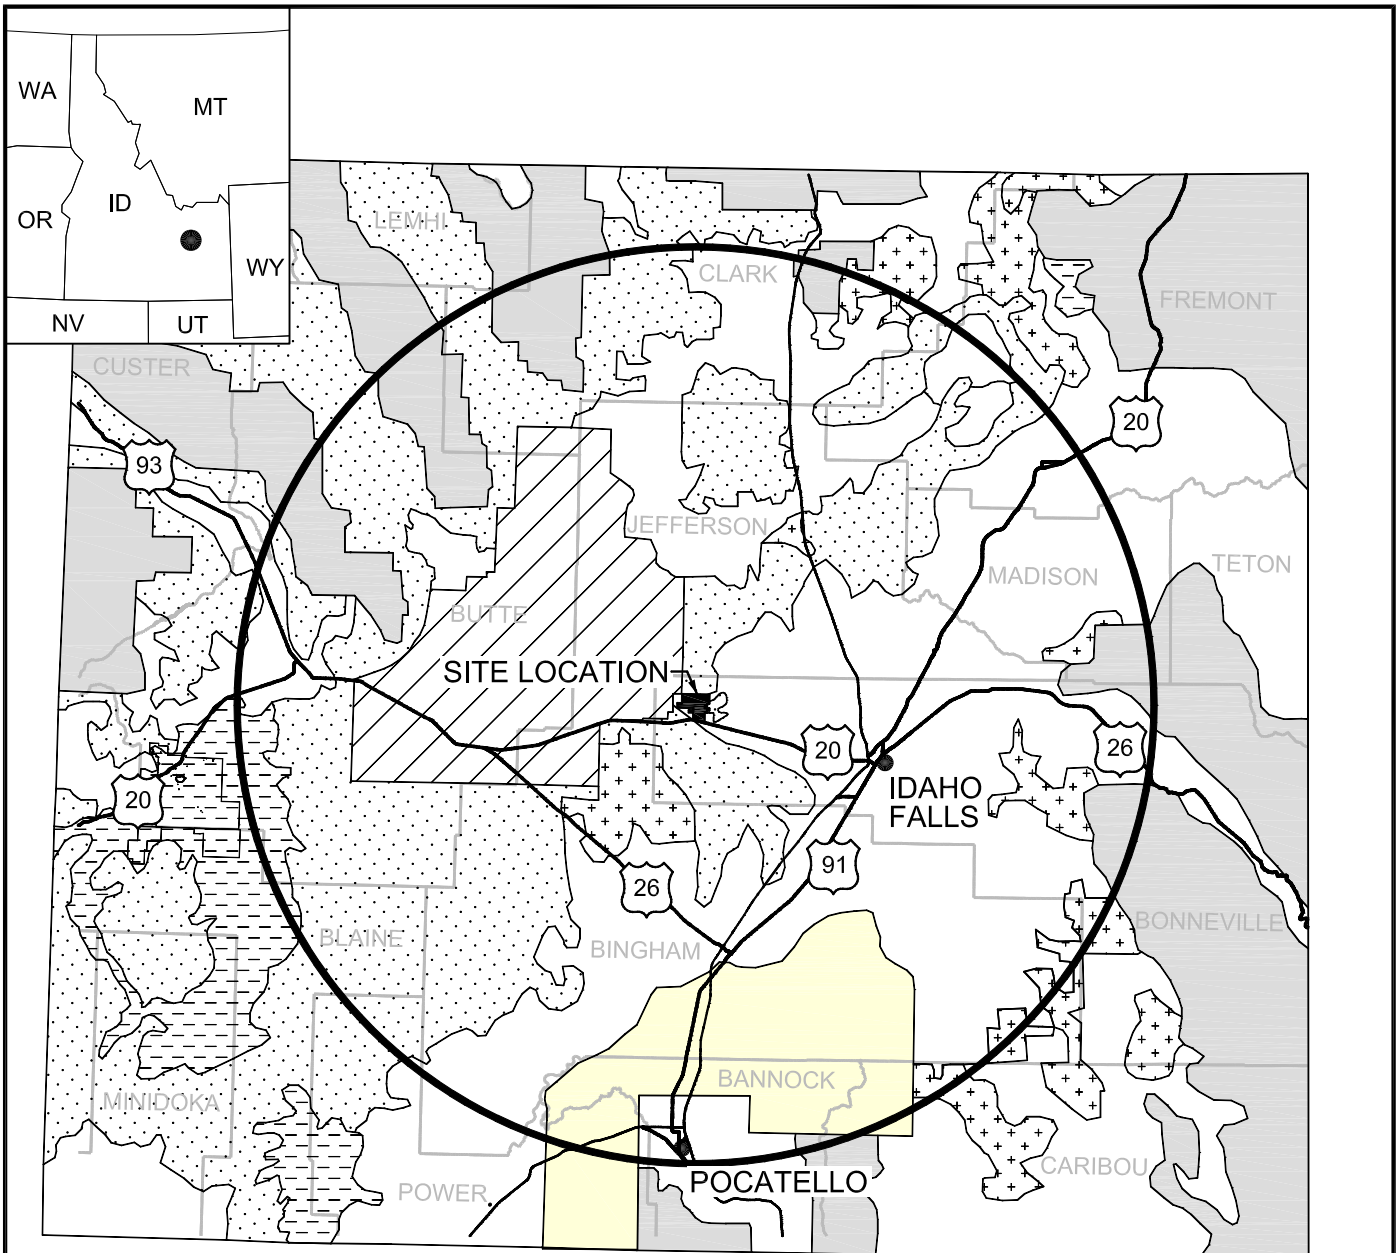 WA
MT
ID
OR
WY
NV
UT
LEMHI
CLARK
FREMONT
CUSTER
20
93
JEFFERSON
TETON
MADISON
BUTTE
SITE LOCATION
20
26
20
IDAHO
FALLS
91
26
BONNEVILLE
BLAINE
BINGHAM
BANNOCK
MINIDOKA
CARIBOU
POCATELLO
POWER